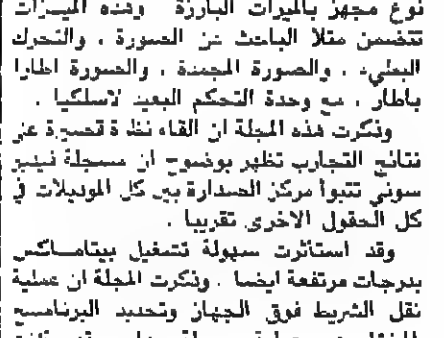 نوع مجهز بالميزات البارزة وهذه الميزات
تتضمن مثلا الباحث عن الصورة ، والتحرك
البطيء ، والصورة المجمدة ، والصورة اطارا
باطار ، مع وحدة التحكم البعيد لاسلكيا .
وذكرت هذه المجلة ان القاء نظرة قصيرة على
نتائج التجارب تظهر بوضوح ان مسجلة فيديو
سوني تتبوأ مركز الصدارة بين كل الموديلات في
كل الحقول الاخرى تقريبا .
وقد استأثرت سهولة تشغيل بيتاماكس
بدرجات مرتفعة ايضا . وذكرت المجلة ان عملية
نقل الشريط فوق الجهاز وتحديد البرنامج